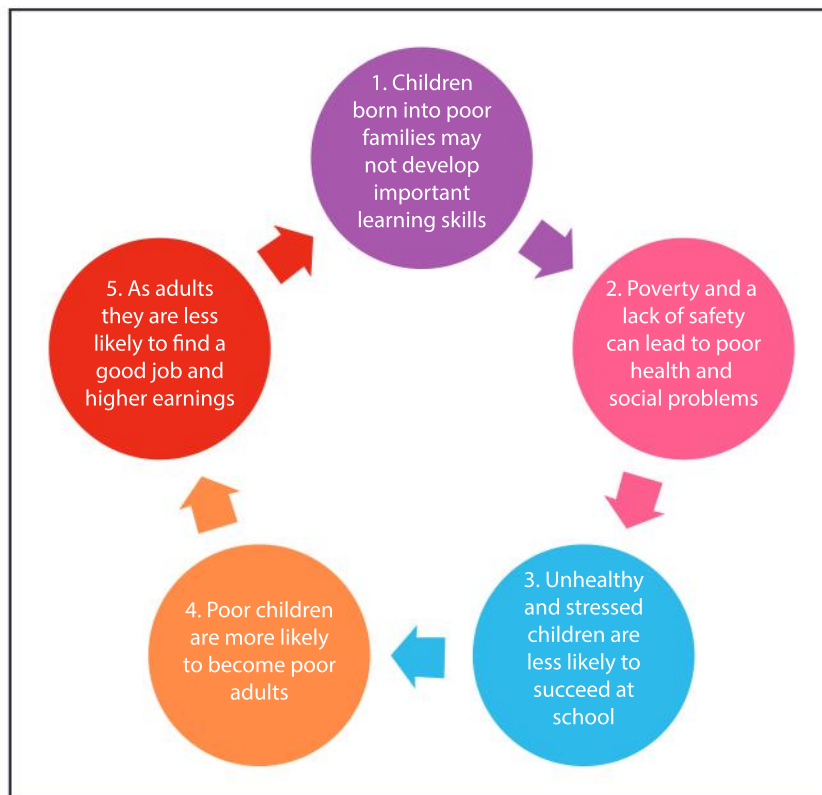 1. Children
born into poor
families may
not develop
important
learning skills
2. Poverty and a
lack of safety
can lead to poor
health and
social problems
3. Unhealthy
and stressed
children are
less likely to
succeed at
school
4. Poor children
are more likely
to become poor
adults
5. As adults
they are less
likely to find a
good job and
higher earnings